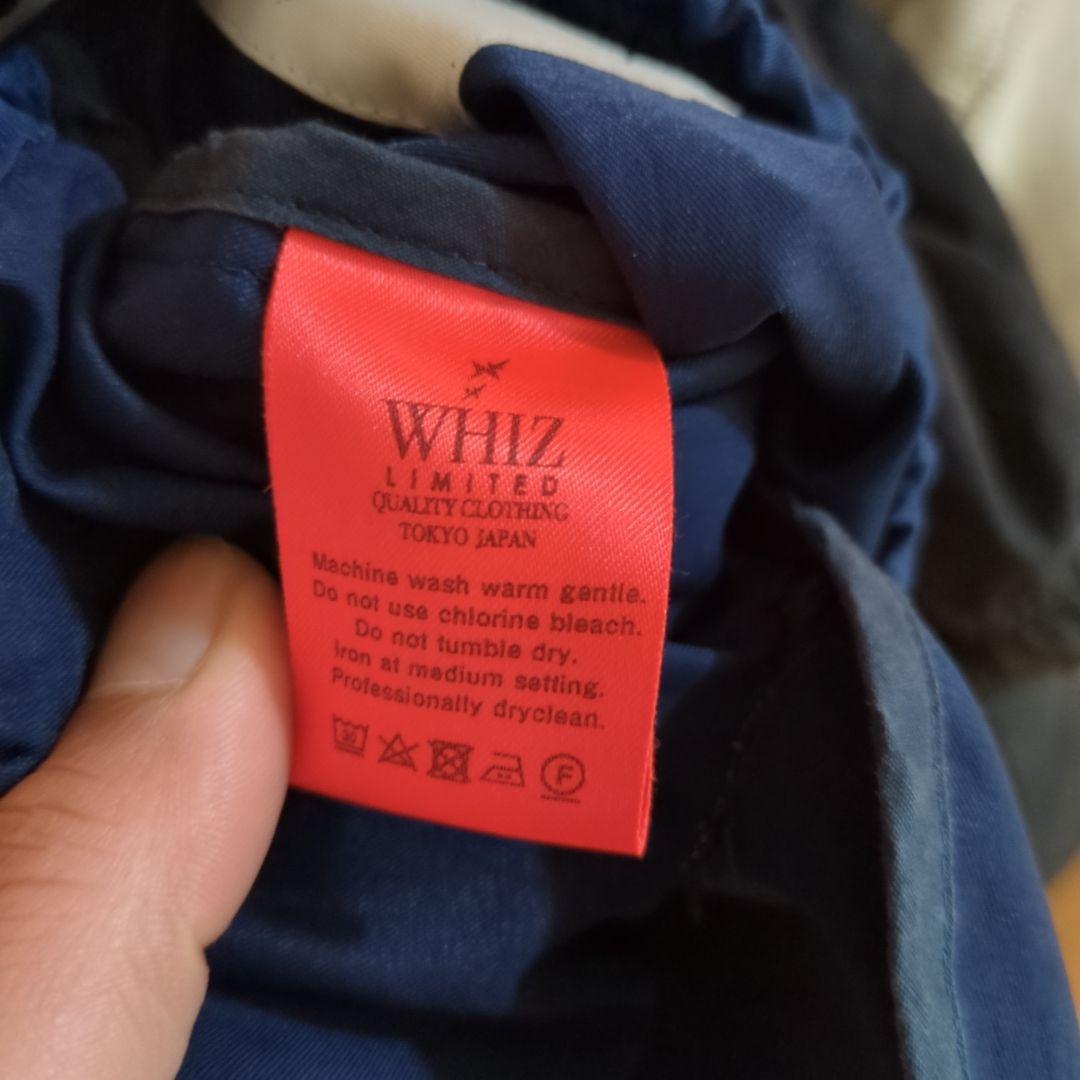 WHIZ
LIMITED
QUALITY CLOTHING
TOKYO JAPAN
Machine wash warm gentle.
Do not use chlorine bleach.
Do not tumble dry.
Iron at medium setting.
Professionally dryclean.
30
F